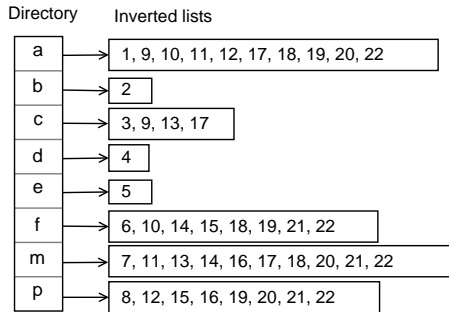 Directory Inverted lists
a 1, 9, 10, 11, 12, 17, 18, 19, 20, 22
b 2
c 3, 9, 13, 17
d 4
e 5
f 6, 10, 14, 15, 18, 19, 21, 22
m 7, 11, 13, 14, 16, 17, 18, 20, 21, 22
p 8, 12, 15, 16, 19, 20, 21, 22